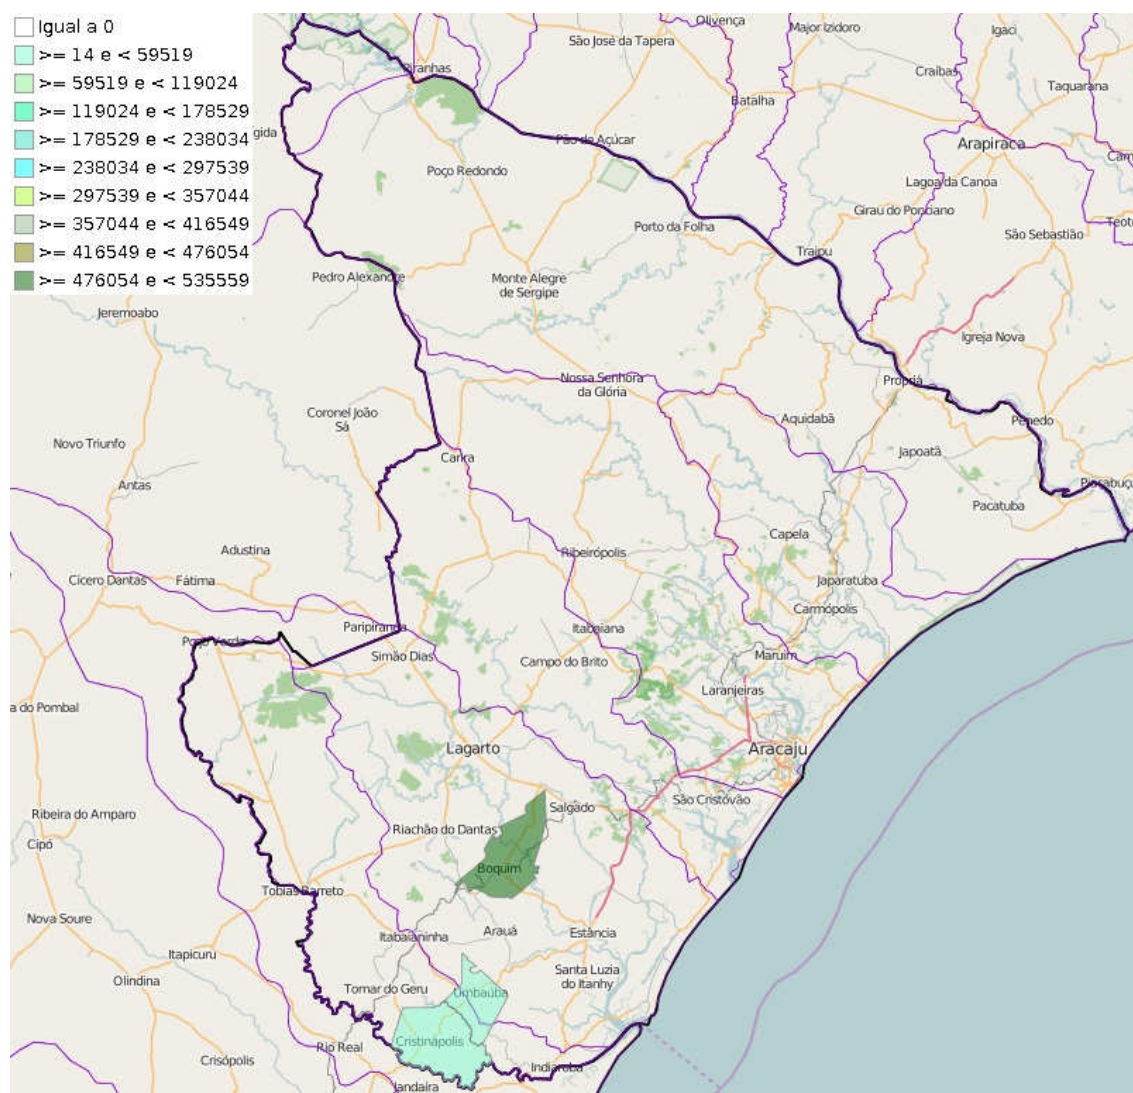 Igual a 0
>= 14 e < 59519
>= 59519 e < 119024
>= 119024 e < 178529
>= 178529 e < 238034
>= 238034 e < 297539
>= 297539 e < 357044
>= 357044 e < 416549
>= 416549 e < 476054
>= 476054 e < 535559
Olivença
Major Izidoro
Igaci
São José da Tapera
Piranhas
Craíbas
Taquarana
Batalha
gida
Pão de Açúcar
Arapiraca
Cam
Poço Redondo
Lagoa da Canoa
Girau do Ponciano
Teot
Porto da Folha
São Sebastião
Traipu
Pedro Alexandre
Monte Alegre
de Sergipe
Jeremoabo
Igreja Nova
Nossa Senhora
da Glória
Propriá
Coronel João
Sá
Aquidabã
Penedo
Novo Triunfo
Carira
Japoatã
Antas
Piaçabuçu
Pacatuba
Capela
Adustina
Ribeirópolis
Cícero Dantas
Fátima
Japaratuba
Carmópolis
Paripiranga
Itabaiana
Poço Verde
Simão Dias
Campo do Brito
Maruim
Laranjeiras
a do Pombal
Lagarto
Aracaju
São Cristóvão
Salgado
Ribeira do Amparo
Riachão do Dantas
Cipó
Boquim
Tobias Barreto
Nova Soure
Itabaianinha
Arauá
Estância
Itapicuru
Santa Luzia
do Itanhy
Olindina
Tomar do Geru
Umbaúba
Cristinápolis
Rio Real
Crisópolis
Indiaroba
Jandaíra